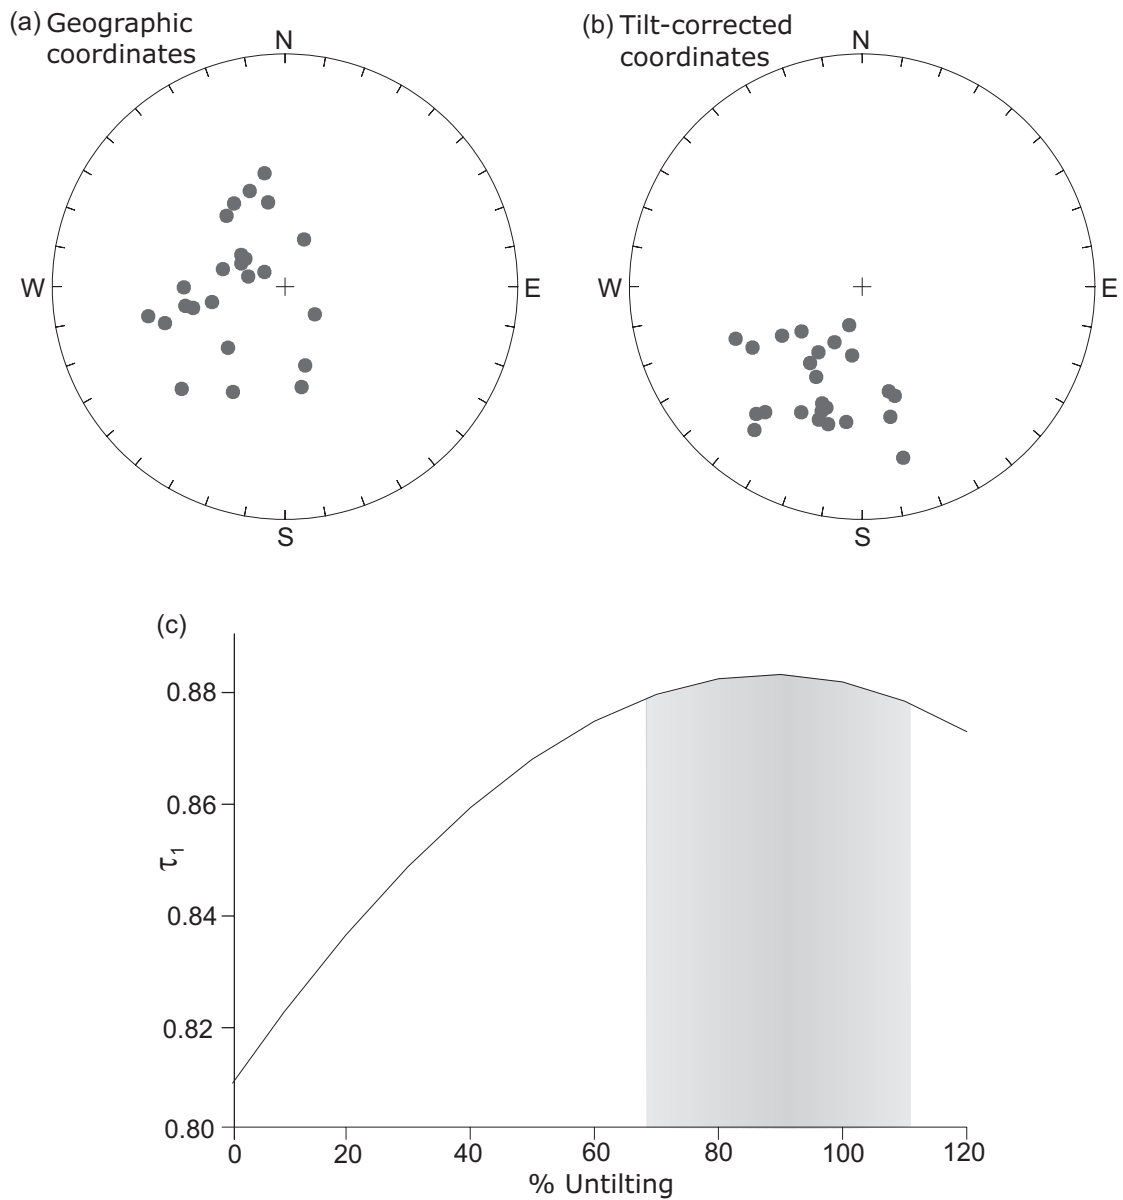 (a) Geographic
coordinates
N
W
E
S
(b) Tilt-corrected
coordinates
N
W
E
S
(c)
0.88
0.86
0.84
0.82
0.80
τ1
0 20 40 60 80 100 120
% Untilting